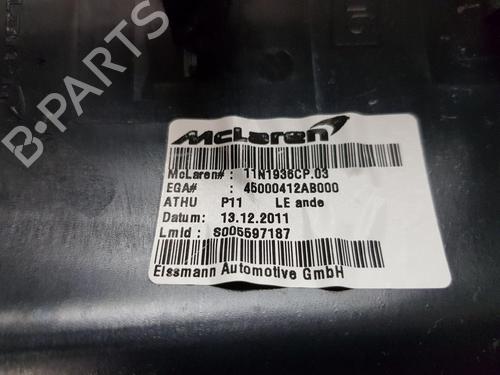 B-PARTS
McLaren
McLaren# : 11N1936CP.03
EGA# : 45000412AB000
ATHU P11 LE ande
Datum: 13.12.2011
LmId : S005597187
Eissmann Automotive GmbH